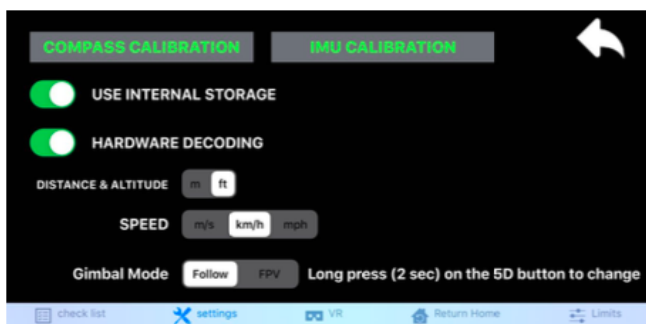 COMPASS CALIBRATION IMU CALIBRATION
USE INTERNAL STORAGE
HARDWARE DECODING
DISTANCE & ALTITUDE m ft
SPEED m/s km/h mph
Gimbal Mode Follow FPV Long press (2 sec) on the 5D button to change
check list settings VR Return Home Limits